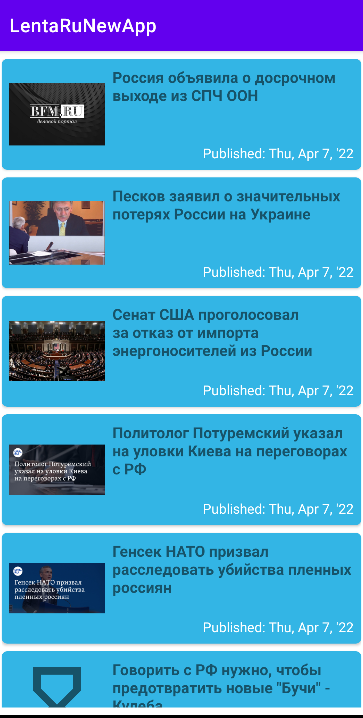 LentaRuNewApp
BFM.RU
деловой портал
Россия объявила о досрочном
выходе из СПЧ ООН
Published: Thu, Apr 7, '22
Песков заявил о значительных
потерях России на Украине
Published: Thu, Apr 7, '22
Сенат США проголосовал
за отказ от импорта
энергоносителей из России
Published: Thu, Apr 7, '22
Политолог Потуремский
указал на уловки Киева
на переговорах с РФ
Политолог Потуремский указал
на уловки Киева на переговорах
с РФ
Published: Thu, Apr 7, '22
Генсек НАТО призвал
расследовать убийства
пленных россиян
Генсек НАТО призвал
расследовать убийства пленных
россиян
Published: Thu, Apr 7, '22
Говорить с РФ нужно, чтобы
предотвратить новые "Бучи" -
Кулеба